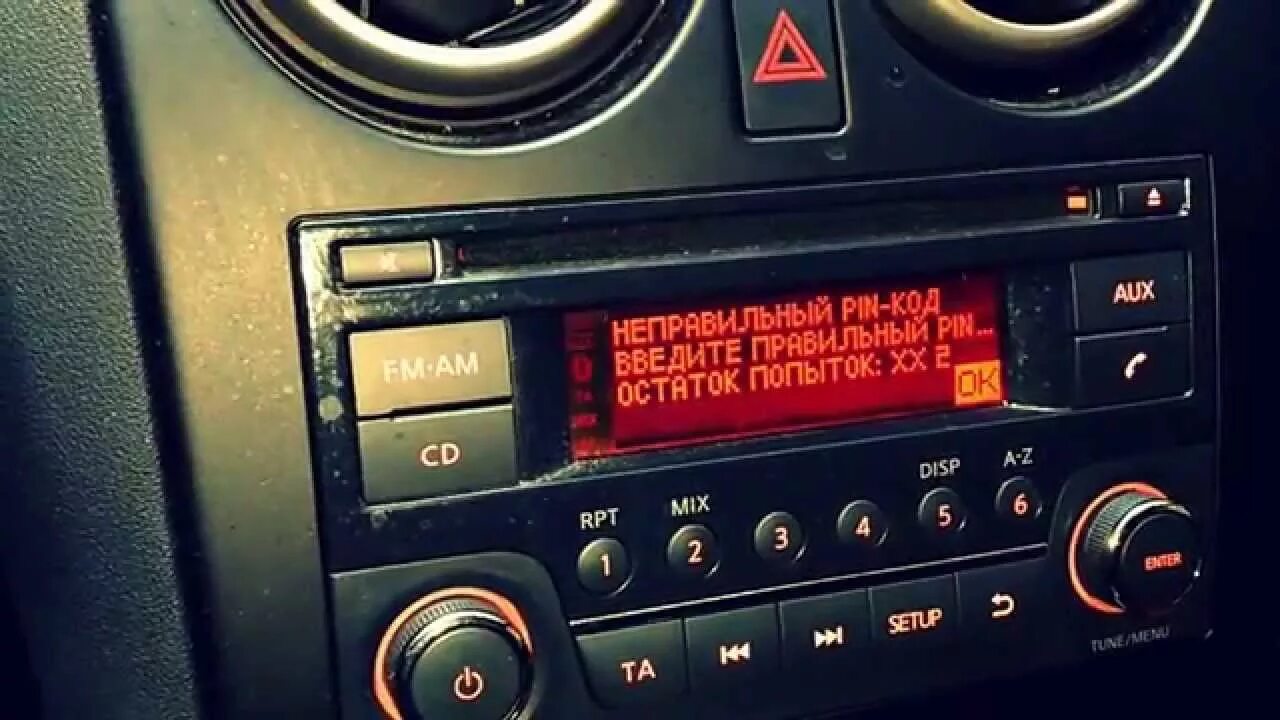 НЕПРАВИЛЬНЫЙ PIN-КОД
ВВЕДИТЕ ПРАВИЛЬНЫЙ PIN...
ОСТАТОК ПОПЫТОК: XX 2
OK
AUX
FM·AM
CD
TA
RPT
MIX
DISP
A-Z
1
2
3
4
5
6
ENTER
TUNE/MENU
TA
SETUP